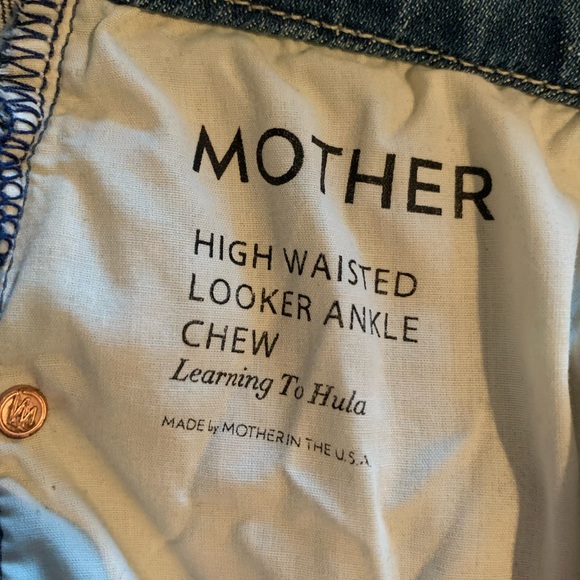 MOTHER
HIGH WAISTED
LOOKER ANKLE
CHEW
Learning To Hula
MADE by MOTHER IN THE U.S.A.